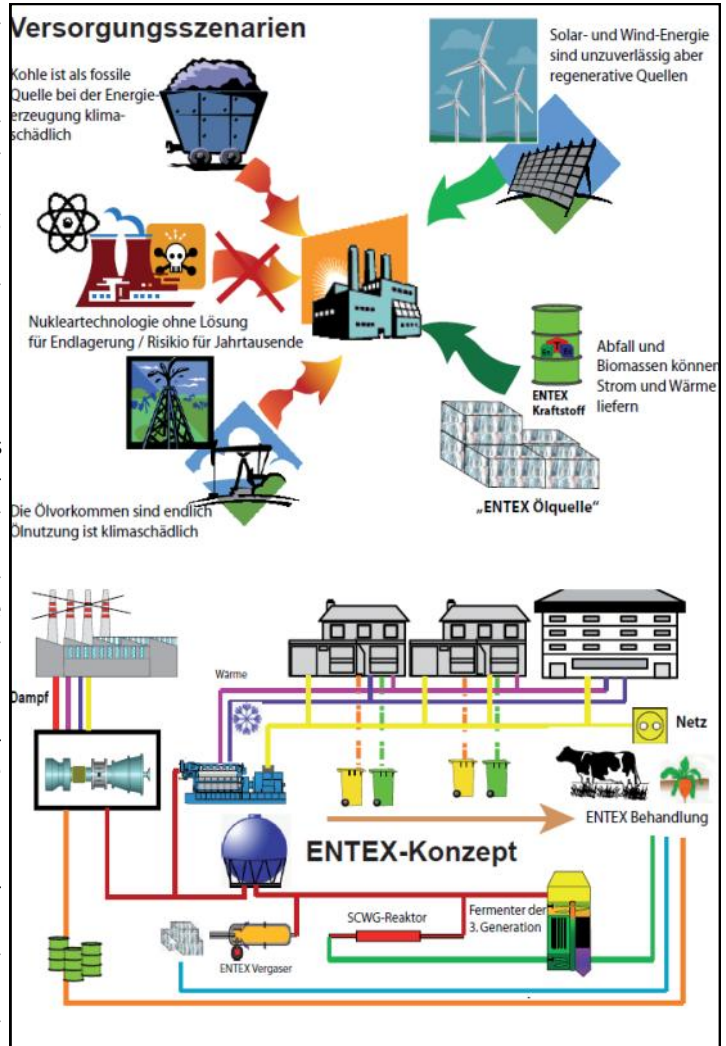 Versorgungsszenarien
Kohle ist als fossile
Quelle bei der Energie-
erzeugung klima-
schädlich
Solar- und Wind-Energie
sind unzuverlässig aber
regenerative Quellen
Nukleartechnologie ohne Lösung
für Endlagerung / Risikio für Jahrtausende
ENTEX
Kraftstoff
Abfall und
Biomassen können
Strom und Wärme
liefern
„ENTEX Ölquelle“
Die Ölvorkommen sind endlich
Ölnutzung ist klimaschädlich
Dampf
Wärme
Netz
ENTEX Behandlung
ENTEX-Konzept
ENTEX Vergaser
SCWG-Reaktor
Fermenter der
3. Generation